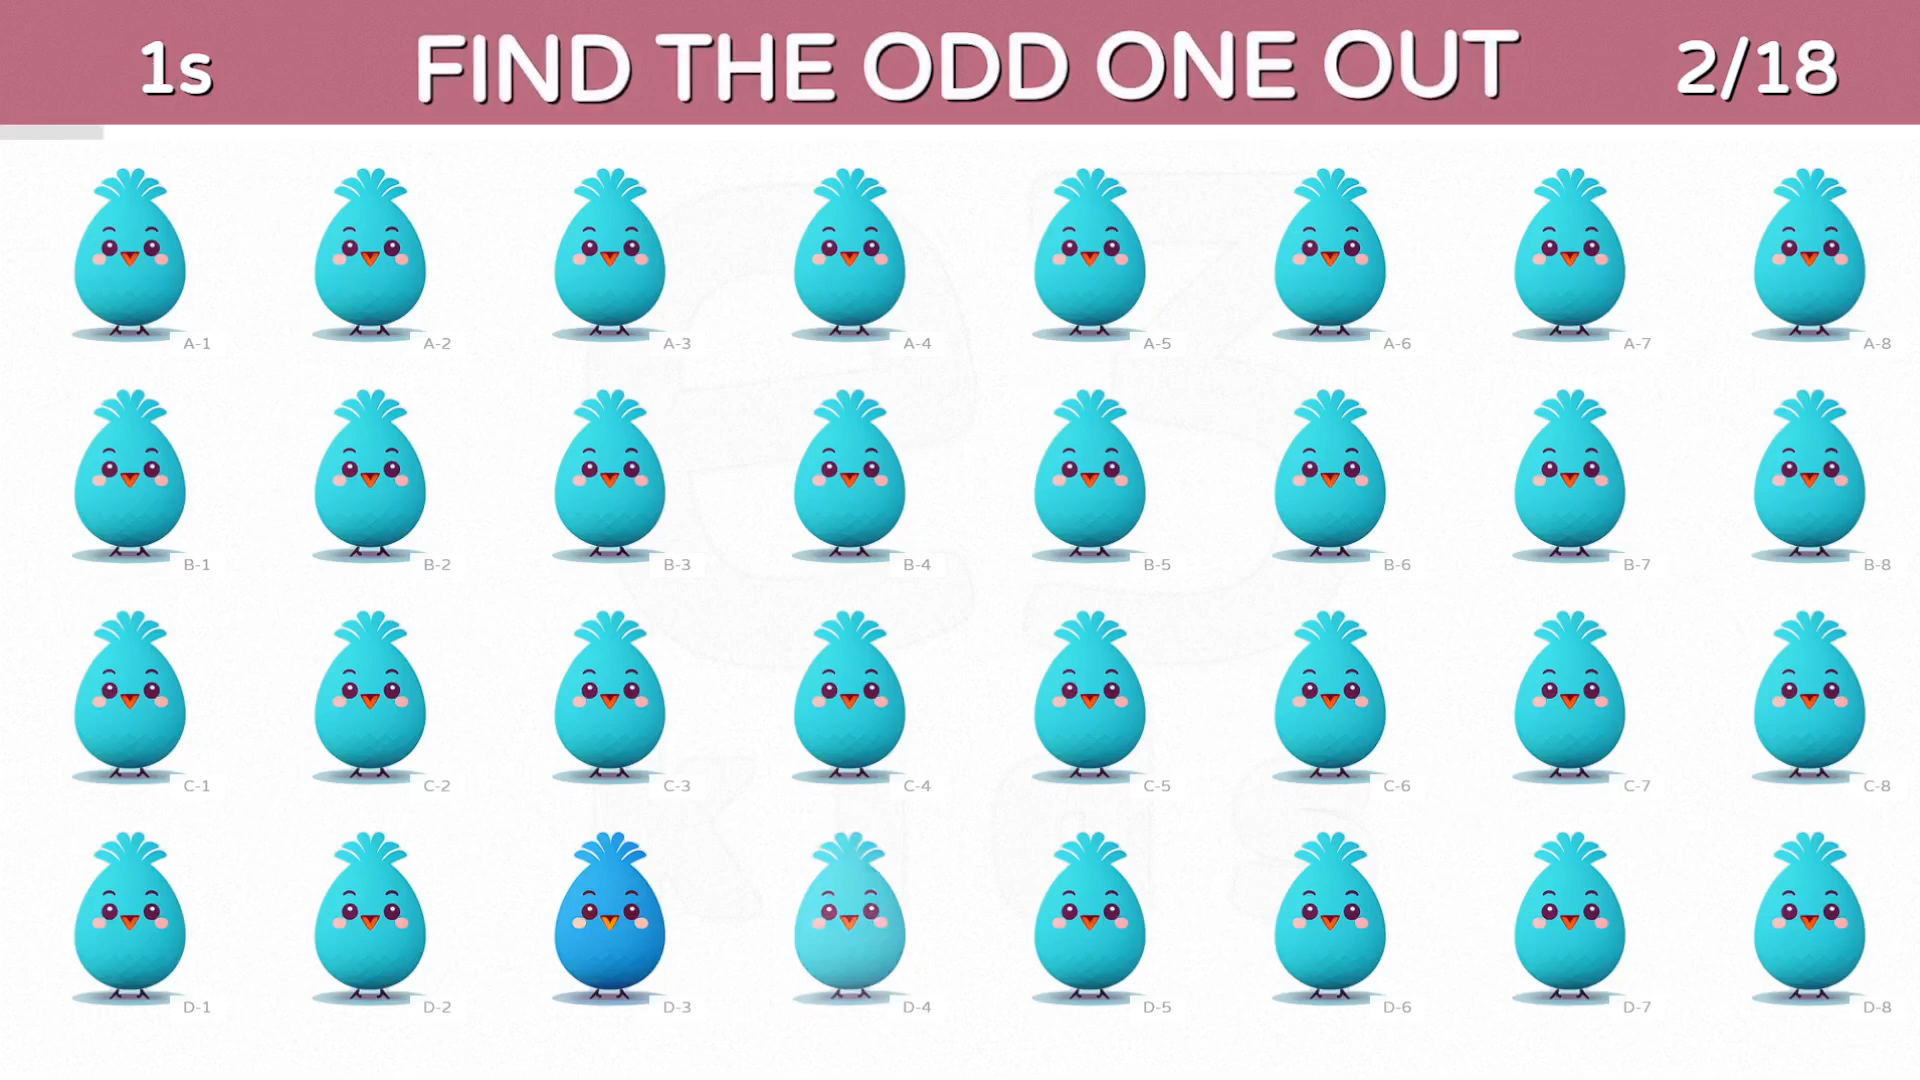 1s FIND THE ODD ONE OUT 2/18
A-1 A-2 A-3 A-4 A-5 A-6 A-7 A-8
B-1 B-2 B-3 B-4 B-5 B-6 B-7 B-8
C-1 C-2 C-3 C-4 C-5 C-6 C-7 C-8
D-1 D-2 D-3 D-4 D-5 D-6 D-7 D-8